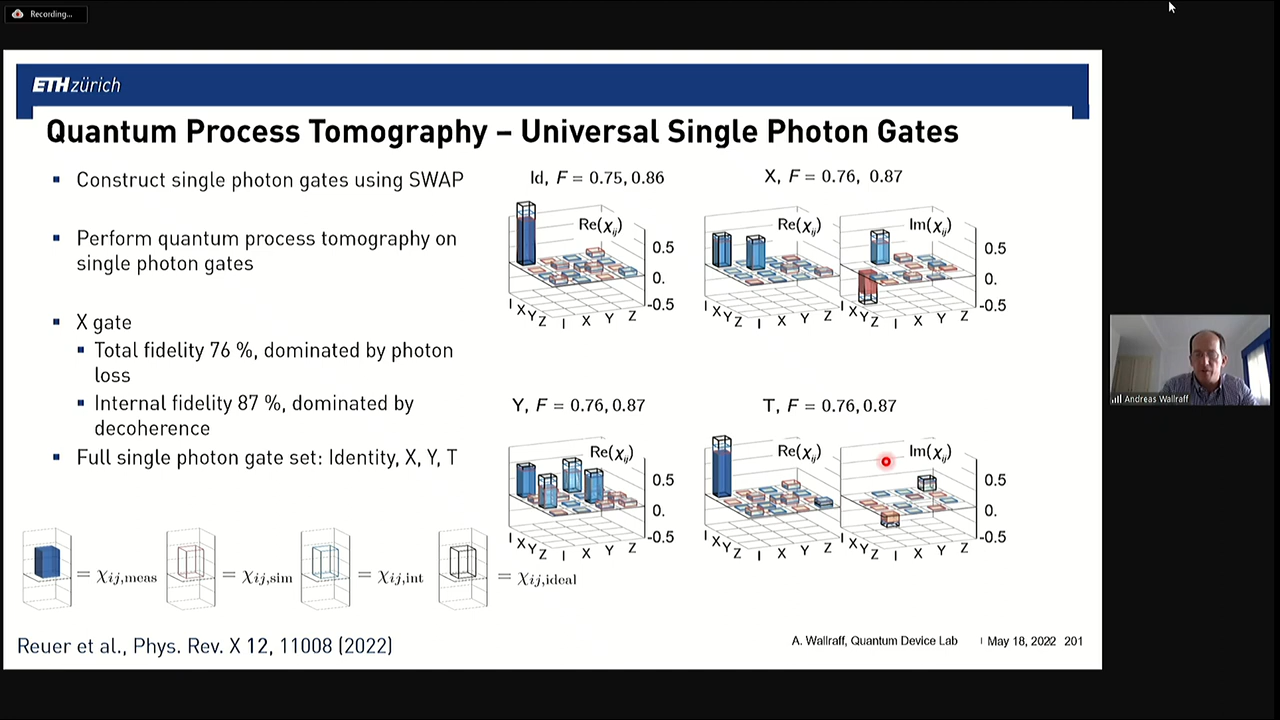 Recording...
ETH zürich
Quantum Process Tomography – Universal Single Photon Gates
▪ Construct single photon gates using SWAP
▪ Perform quantum process tomography on
single photon gates
▪ X gate
▪ Total fidelity 76 %, dominated by photon
loss
▪ Internal fidelity 87 %, dominated by
decoherence
▪ Full single photon gate set: Identity, X, Y, T
Id, F = 0.75, 0.86
Re(χij)
0.5
0.
-0.5
I X Y Z I X Y Z
X, F = 0.76, 0.87
Re(χij) Im(χij)
0.5
0.
-0.5
I X Y Z I X Y Z I X Y Z I X Y Z
Y, F = 0.76, 0.87
Re(χij)
0.5
0.
-0.5
I X Y Z I X Y Z
T, F = 0.76, 0.87
Re(χij) Im(χij)
0.5
0.
-0.5
I X Y Z I X Y Z I X Y Z I X Y Z
= χij,meas = χij,sim = χij,int = χij,ideal
Reuer et al., Phys. Rev. X 12, 11008 (2022)
A. Wallraff, Quantum Device Lab | May 18, 2022 201
Andreas Wallraff